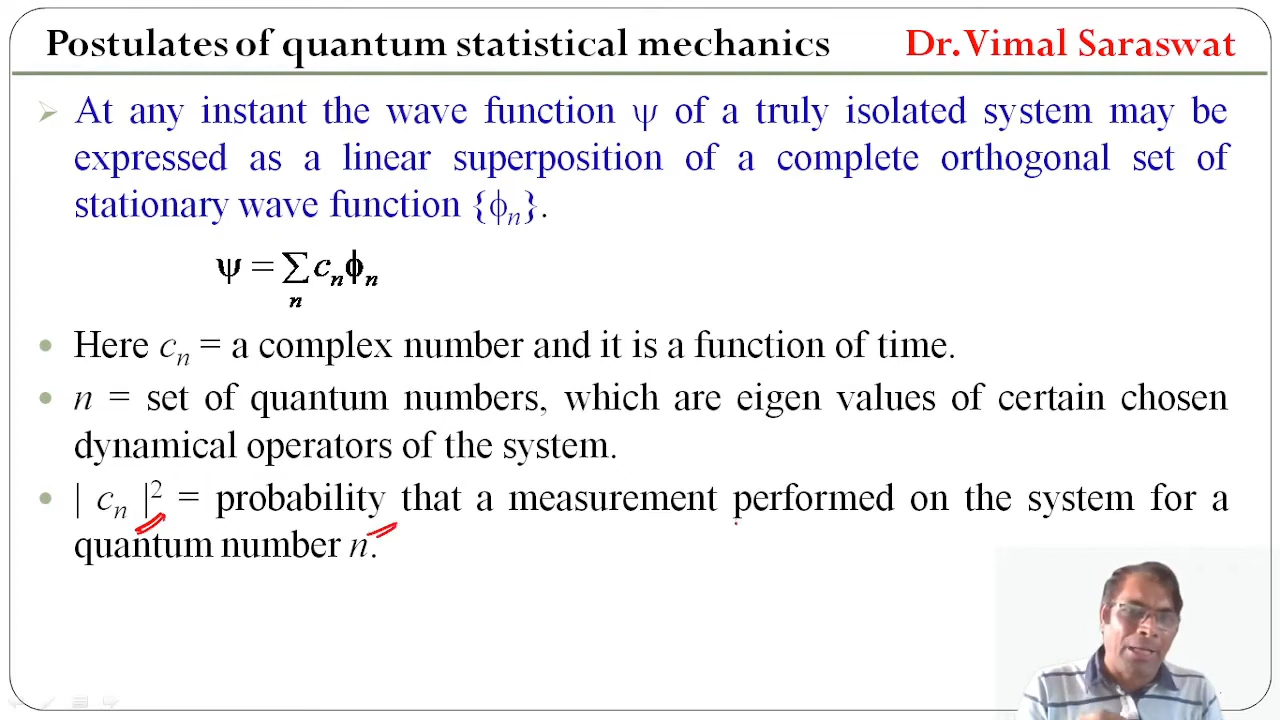 Postulates of quantum statistical mechanics Dr.Vimal Saraswat
At any instant the wave function ψ of a truly isolated system may be
expressed as a linear superposition of a complete orthogonal set of
stationary wave function {ϕₙ}.
ψ = ∑ₙ cₙϕₙ
Here cₙ = a complex number and it is a function of time.
n = set of quantum numbers, which are eigen values of certain chosen
dynamical operators of the system.
| cₙ |² = probability that a measurement performed on the system for a
quantum number n.